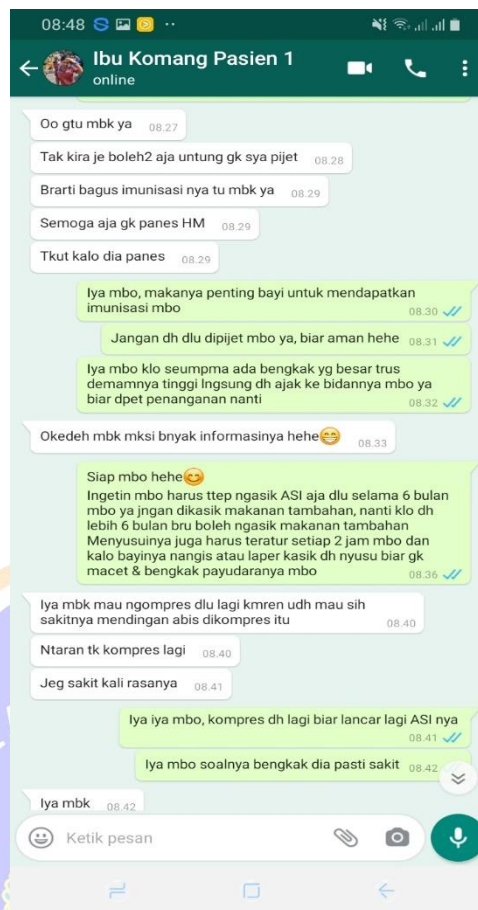 08:48
Ibu Komang Pasien 1
online
Oo gtu mbk ya 08.27
Tak kira je boleh2 aja untung gk sya pijet 08.28
Brarti bagus imunisasi nya tu mbk ya 08.29
Semoga aja gk panes HM 08.29
Tkut kalo dia panes 08.29
Iya mbo, makanya penting bayi untuk mendapatkan
imunisasi mbo 08.30
Jangan dh dlu dipijet mbo ya, biar aman hehe 08.31
Iya mbo klo seumpma ada bengkak yg besar trus
demamnya tinggi lngsung dh ajak ke bidannya mbo ya
biar dpet penanganan nanti 08.32
Okedeh mbk mksi bnyak informasinya hehe😁 08.33
Siap mbo hehe😊
Ingetin mbo harus ttep ngasik ASI aja dlu selama 6 bulan
mbo ya jngan dikasik makanan tambahan, nanti klo dh
lebih 6 bulan bru boleh ngasik makanan tambahan
Menyusuinya juga harus teratur setiap 2 jam mbo dan
kalo bayinya nangis atau laper kasik dh nyusu biar gk
macet & bengkak payudaranya mbo 08.36
Iya mbk mau ngompres dlu lagi kmren udh mau sih
sakitnya mendingan abis dikompres itu 08.40
Ntaran tk kompres lagi 08.40
Jeg sakit kali rasanya 08.41
Iya iya mbo, kompres dh lagi biar lancar lagi ASI nya
08.41
Iya mbo soalnya bengkak dia pasti sakit 08.42
Iya mbk 08.42
Ketik pesan